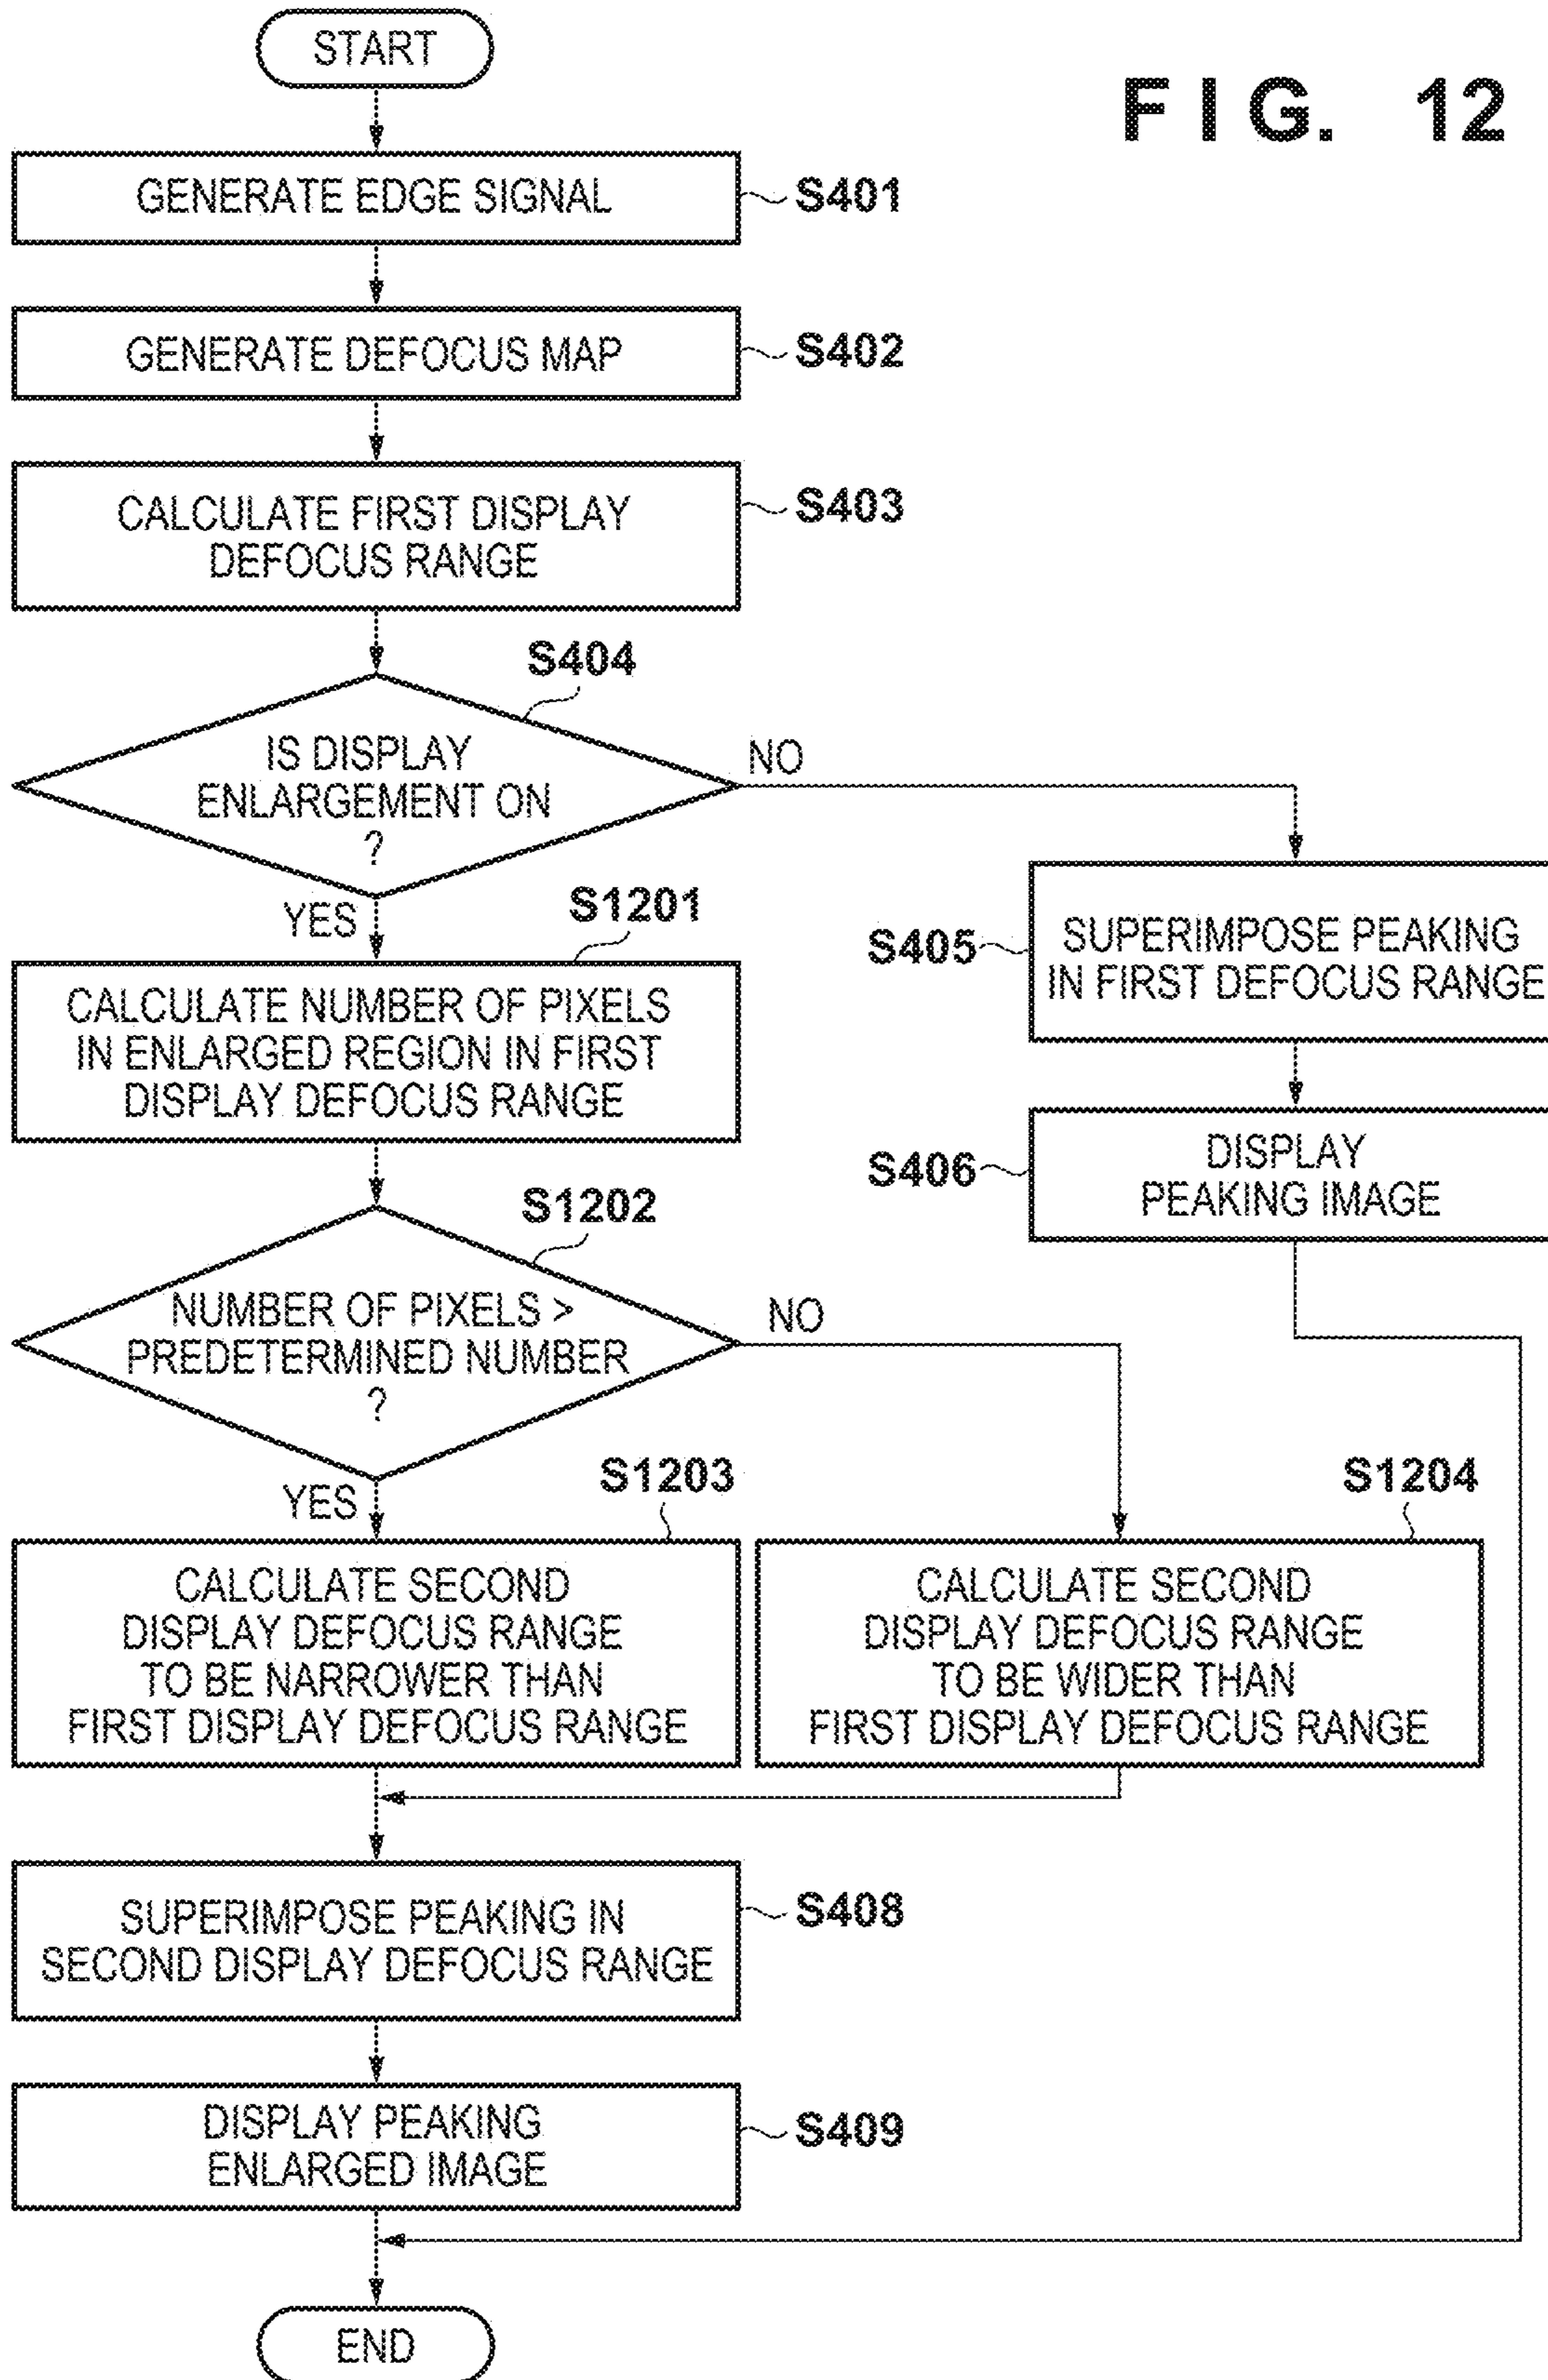 START
FIG. 12
GENERATE EDGE SIGNAL
S401
GENERATE DEFOCUS MAP
S402
CALCULATE FIRST DISPLAY
DEFOCUS RANGE
S403
S404
IS DISPLAY
ENLARGEMENT ON
?
NO
YES
S405
SUPERIMPOSE PEAKING
IN FIRST DEFOCUS RANGE
S406
DISPLAY
PEAKING IMAGE
S1201
CALCULATE NUMBER OF PIXELS
IN ENLARGED REGION IN FIRST
DISPLAY DEFOCUS RANGE
S1202
NUMBER OF PIXELS >
PREDETERMINED NUMBER
?
NO
YES
S1203
CALCULATE SECOND
DISPLAY DEFOCUS RANGE
TO BE NARROWER THAN
FIRST DISPLAY DEFOCUS RANGE
S1204
CALCULATE SECOND
DISPLAY DEFOCUS RANGE
TO BE WIDER THAN
FIRST DISPLAY DEFOCUS RANGE
SUPERIMPOSE PEAKING IN
SECOND DISPLAY DEFOCUS RANGE
S408
DISPLAY PEAKING
ENLARGED IMAGE
S409
END